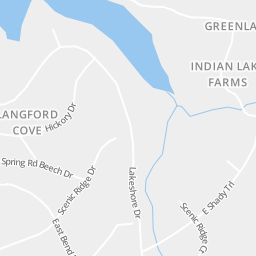 GREENLA
INDIAN LAK
FARMS
LANGFORD
COVE
Hickory Dr
Spring Rd Beech Dr
Scenic Ridge Dr
Lakeshore Dr
E Shady Trl
Scenic Ridge C
East Bend